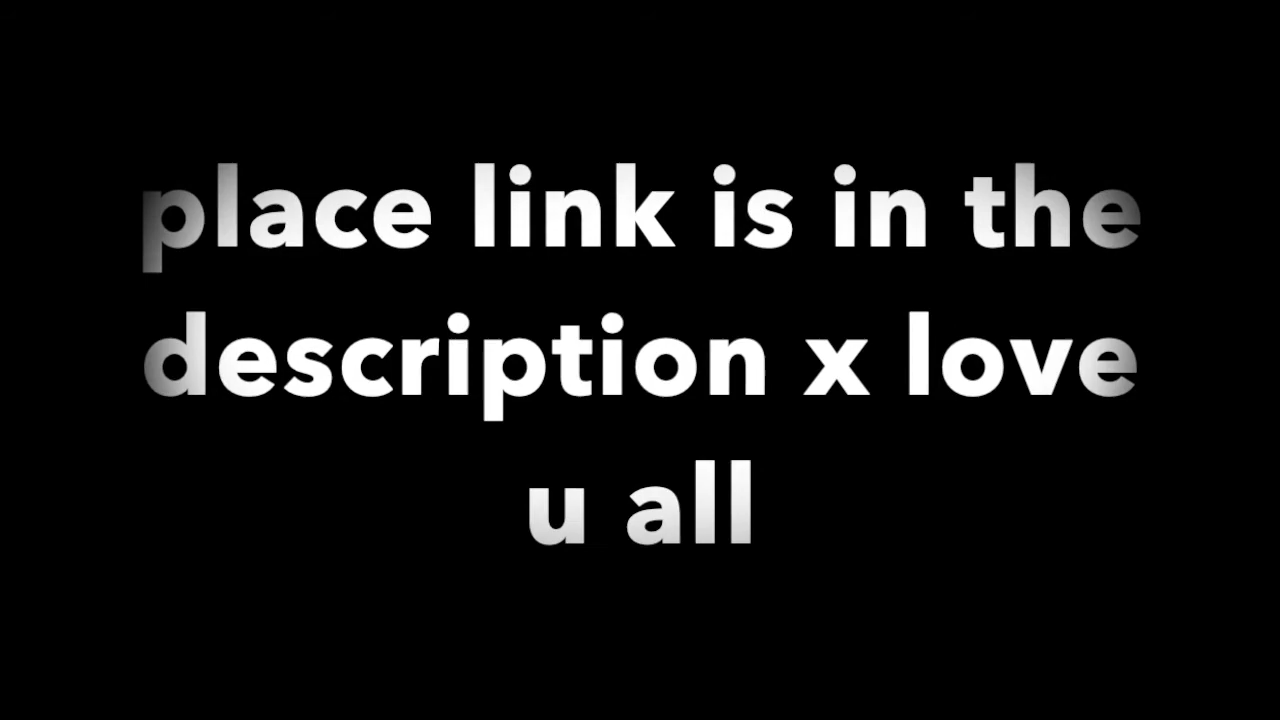 place link is in the
description x love
u all